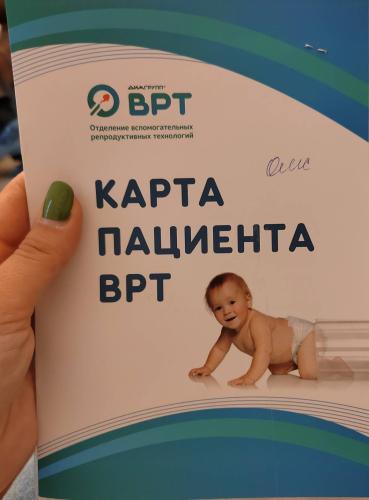 ДИАГРУПП
ВРТ
Отделение вспомогательных
репродуктивных технологий
КАРТА
ПАЦИЕНТА
ВРТ